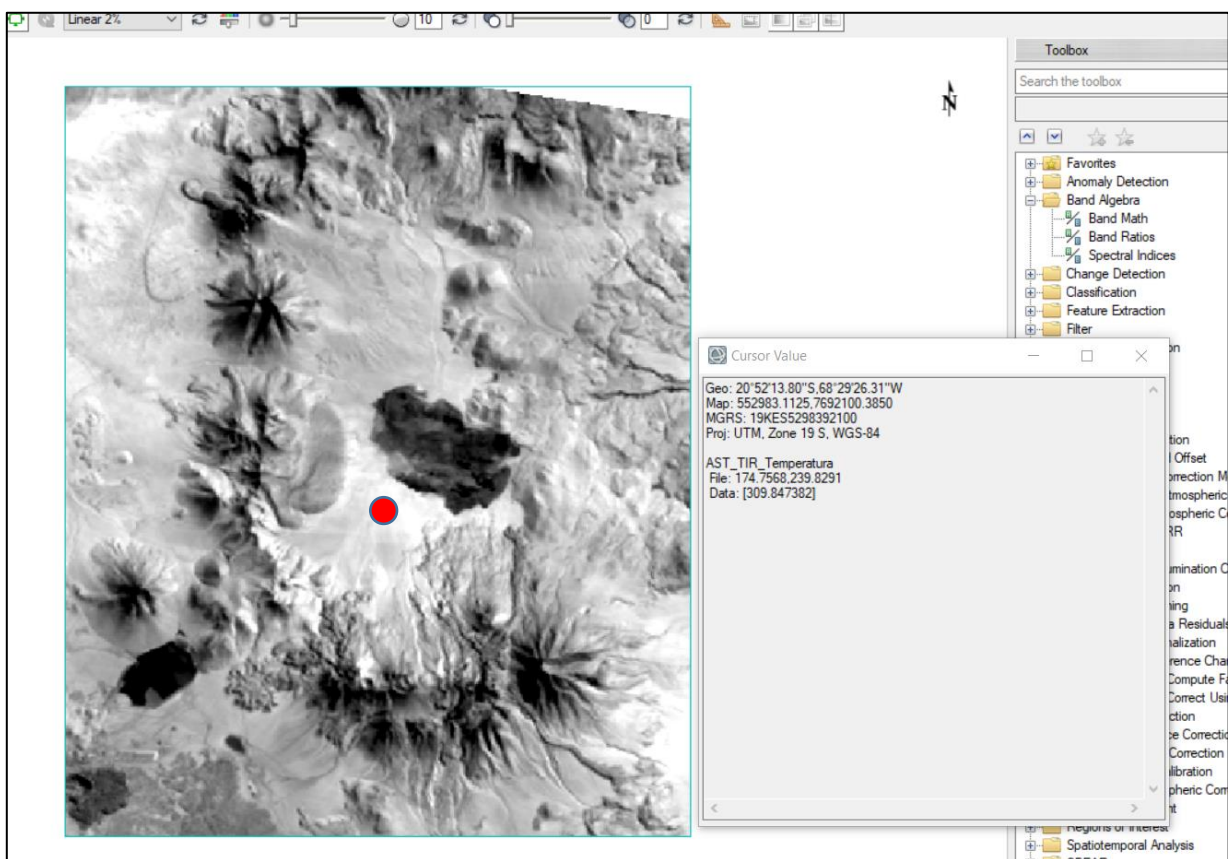 Linear 2%
10
0
N
Toolbox
Search the toolbox
Favorites
Anomaly Detection
Band Algebra
Band Math
Band Ratios
Spectral Indices
Change Detection
Classification
Feature Extraction
Filter
Cursor Value
Geo: 20°52'13.80"S,68°29'26.31"W
Map: 552983.1125,7692100.3850
MGRS: 19KES5298392100
Proj: UTM, Zone 19 S, WGS-84
AST_TIR_Temperatura
File: 174.7568,239.8291
Data: [309.847382]
Offset
Correction
Regions of Interest
Spatiotemporal Analysis